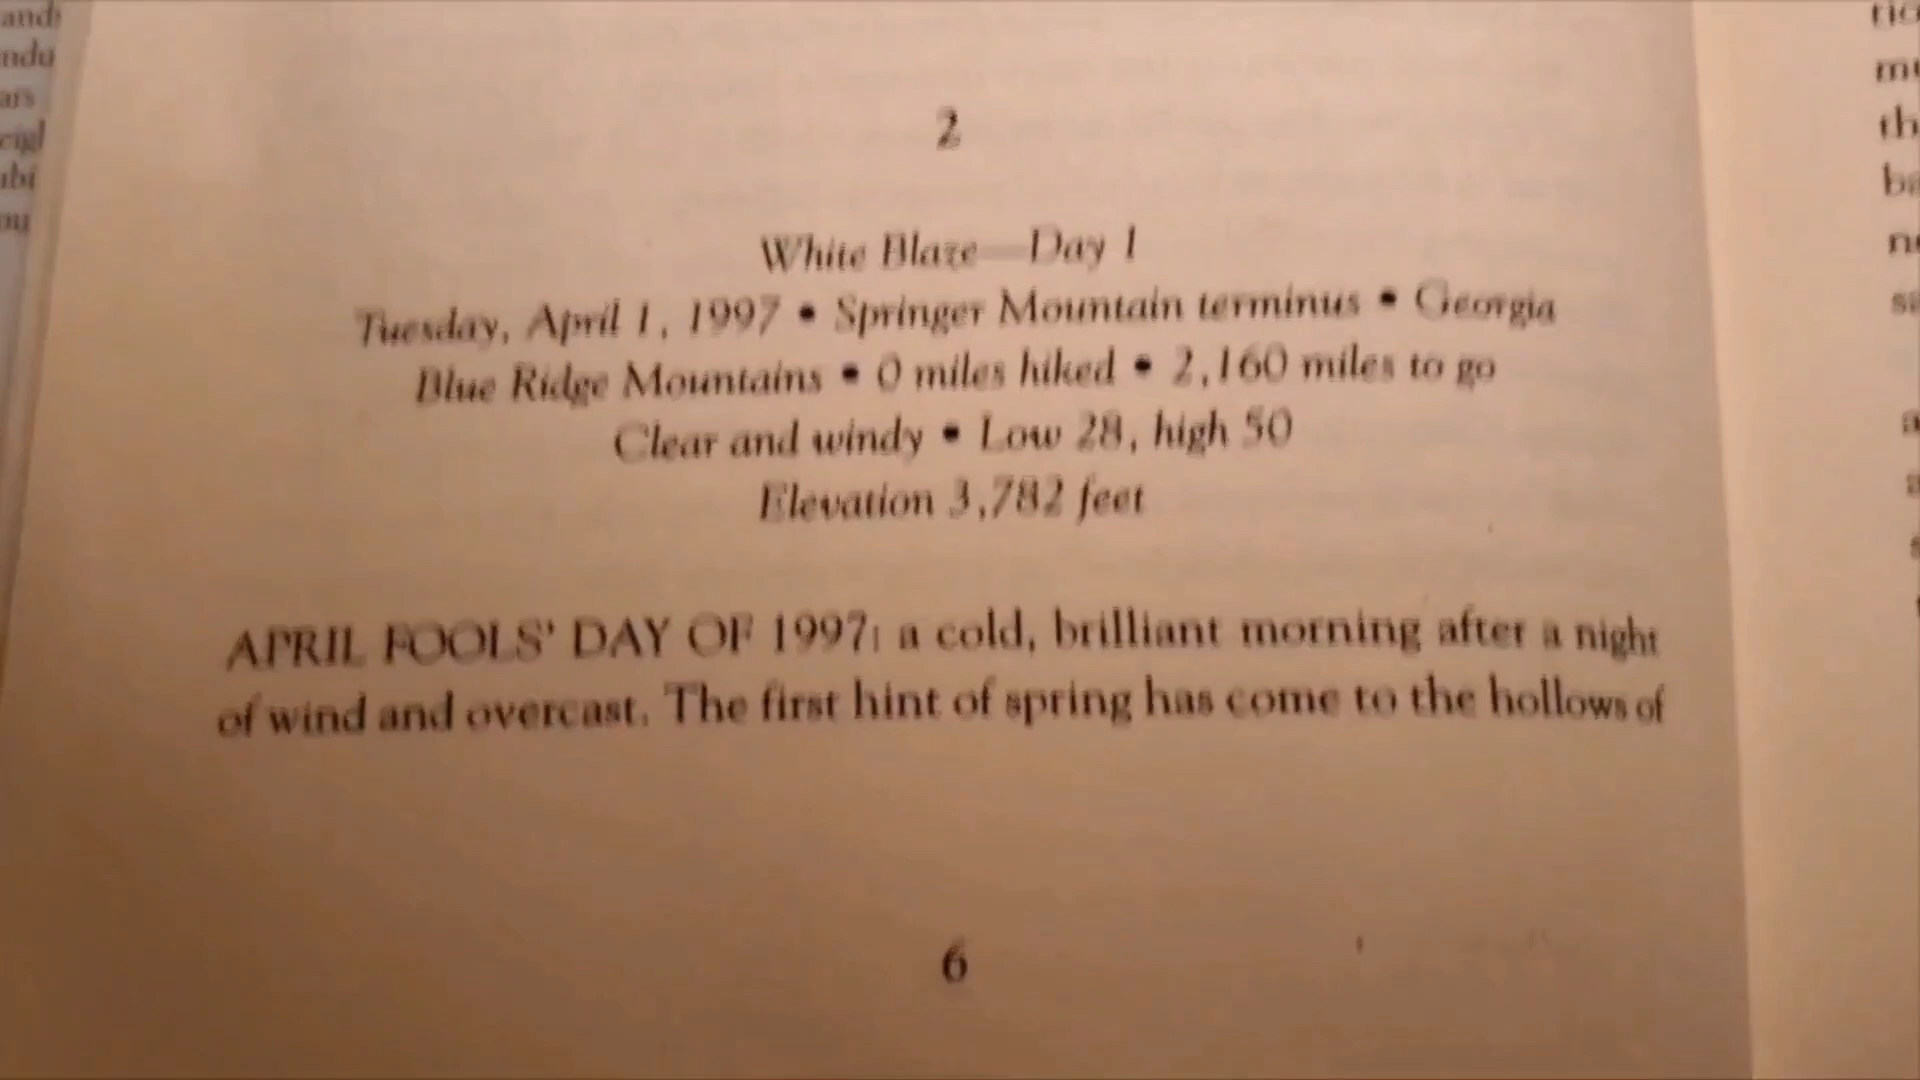 2
White Blaze—Day 1
Tuesday, April 1, 1997 • Springer Mountain terminus • Georgia
Blue Ridge Mountains • 0 miles hiked • 2,160 miles to go
Clear and windy • Low 28, high 50
Elevation 3,782 feet
APRIL FOOLS' DAY OF 1997: a cold, brilliant morning after a night
of wind and overcast. The first hint of spring has come to the hollows of
6